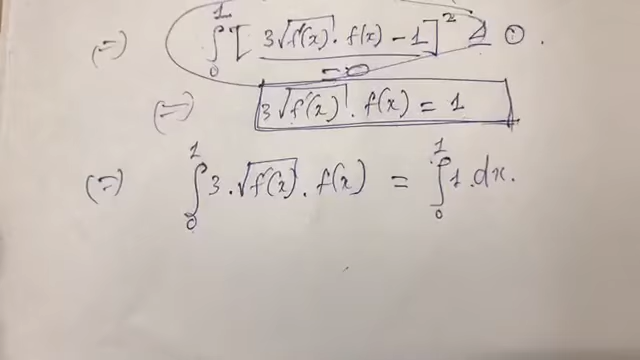 (=) ∫₀¹ [3√f'(x) . f(x) - 1]² ≤ 0.
= 0
(=) 3√f'(x) . f(x) = 1
(=) ∫₀¹ 3.√f'(x) . f(x) = ∫₀¹ 1.dx.